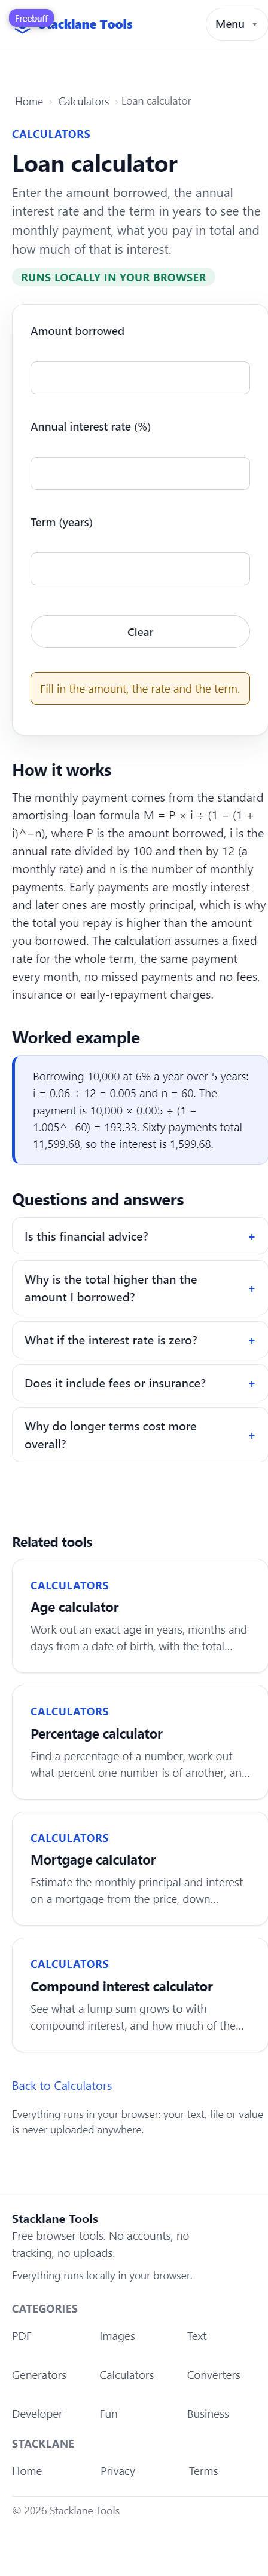 Freebuff
Stacklane Tools
Menu
Home › Calculators › Loan calculator
CALCULATORS
Loan calculator
Enter the amount borrowed, the annual
interest rate and the term in years to see the
monthly payment, what you pay in total and
how much of that is interest.
RUNS LOCALLY IN YOUR BROWSER
Amount borrowed
Annual interest rate (%)
Term (years)
Clear
Fill in the amount, the rate and the term.
How it works
The monthly payment comes from the standard
amortising-loan formula M = P × i ÷ (1 − (1 +
i)^−n), where P is the amount borrowed, i is the
annual rate divided by 100 and then by 12 (a
monthly rate) and n is the number of monthly
payments. Early payments are mostly interest
and later ones are mostly principal, which is why
the total you repay is higher than the amount
you borrowed. The calculation assumes a fixed
rate for the whole term, the same payment
every month, no missed payments and no fees,
insurance or early-repayment charges.
Worked example
Borrowing 10,000 at 6% a year over 5 years:
i = 0.06 ÷ 12 = 0.005 and n = 60. The
payment is 10,000 × 0.005 ÷ (1 −
1.005^−60) = 193.33. Sixty payments total
11,599.68, so the interest is 1,599.68.
Questions and answers
Is this financial advice? +
Why is the total higher than the
amount I borrowed? +
What if the interest rate is zero? +
Does it include fees or insurance? +
Why do longer terms cost more
overall? +
Related tools
CALCULATORS
Age calculator
Work out an exact age in years, months and
days from a date of birth, with the total...
CALCULATORS
Percentage calculator
Find a percentage of a number, work out
what percent one number is of another, an...
CALCULATORS
Mortgage calculator
Estimate the monthly principal and interest
on a mortgage from the price, down...
CALCULATORS
Compound interest calculator
See what a lump sum grows to with
compound interest, and how much of the...
Back to Calculators
Everything runs in your browser: your text, file or value
is never uploaded anywhere.
Stacklane Tools
Free browser tools. No accounts, no
tracking, no uploads.
Everything runs locally in your browser.
CATEGORIES
PDF Images Text
Generators Calculators Converters
Developer Fun Business
STACKLANE
Home Privacy Terms
© 2026 Stacklane Tools